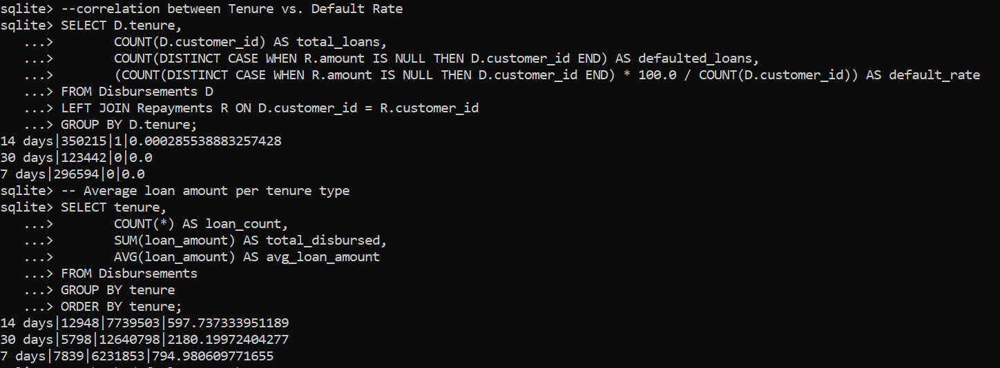 sqlite> --correlation between Tenure vs. Default Rate
sqlite> SELECT D.tenure,
   ...>        COUNT(D.customer_id) AS total_loans,
   ...>        COUNT(DISTINCT CASE WHEN R.amount IS NULL THEN D.customer_id END) AS defaulted_loans,
   ...>        (COUNT(DISTINCT CASE WHEN R.amount IS NULL THEN D.customer_id END) * 100.0 / COUNT(D.customer_id)) AS default_rate
   ...> FROM Disbursements D
   ...> LEFT JOIN Repayments R ON D.customer_id = R.customer_id
   ...> GROUP BY D.tenure;
14 days|350215|1|0.000285538883257428
30 days|123442|0|0.0
7 days|296594|0|0.0
sqlite> -- Average loan amount per tenure type
sqlite> SELECT tenure,
   ...>        COUNT(*) AS loan_count,
   ...>        SUM(loan_amount) AS total_disbursed,
   ...>        AVG(loan_amount) AS avg_loan_amount
   ...> FROM Disbursements
   ...> GROUP BY tenure
   ...> ORDER BY tenure;
14 days|12948|7739503|597.737333951189
30 days|5798|12640798|2180.19972404277
7 days|7839|6231853|794.980609771655